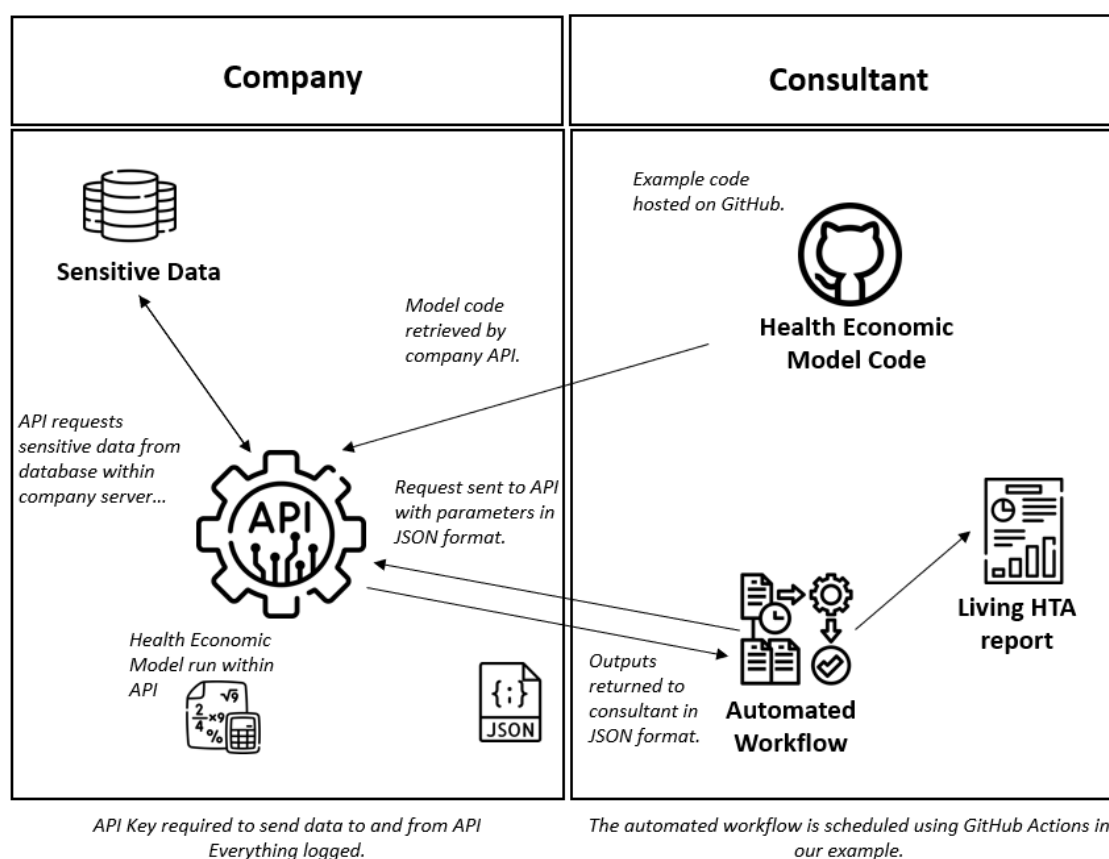 Company
Consultant
Sensitive Data
Example code
hosted on GitHub.
Health Economic
Model Code
Model code
retrieved by
company API.
API requests
sensitive data from
database within
company server...
API
Request sent to API
with parameters in
JSON format.
Living HTA
report
Health Economic
Model run within
API
√9
2
4
×9
%
{;}
JSON
Outputs
returned to
consultant in
JSON format.
Automated
Workflow
API Key required to send data to and from API
Everything logged.
The automated workflow is scheduled using GitHub Actions in
our example.